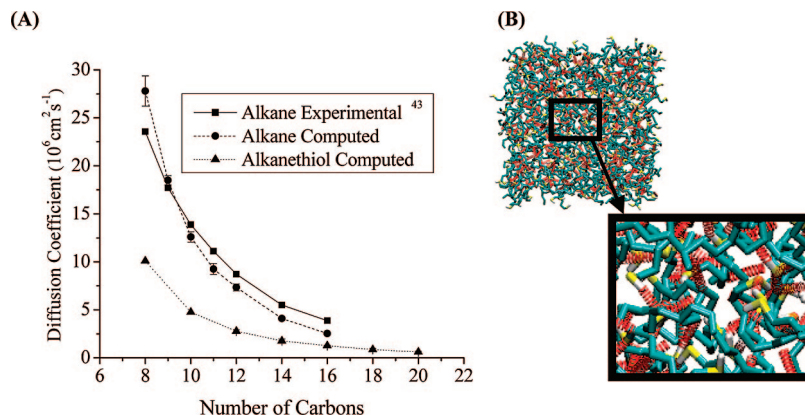 (A)
(B)
30
25
20
15
10
5
0
Diffusion Coefficient (10⁶cm²s⁻¹)
Alkane Experimental ⁴³
Alkane Computed
Alkanethiol Computed
6 8 10 12 14 16 18 20 22
Number of Carbons